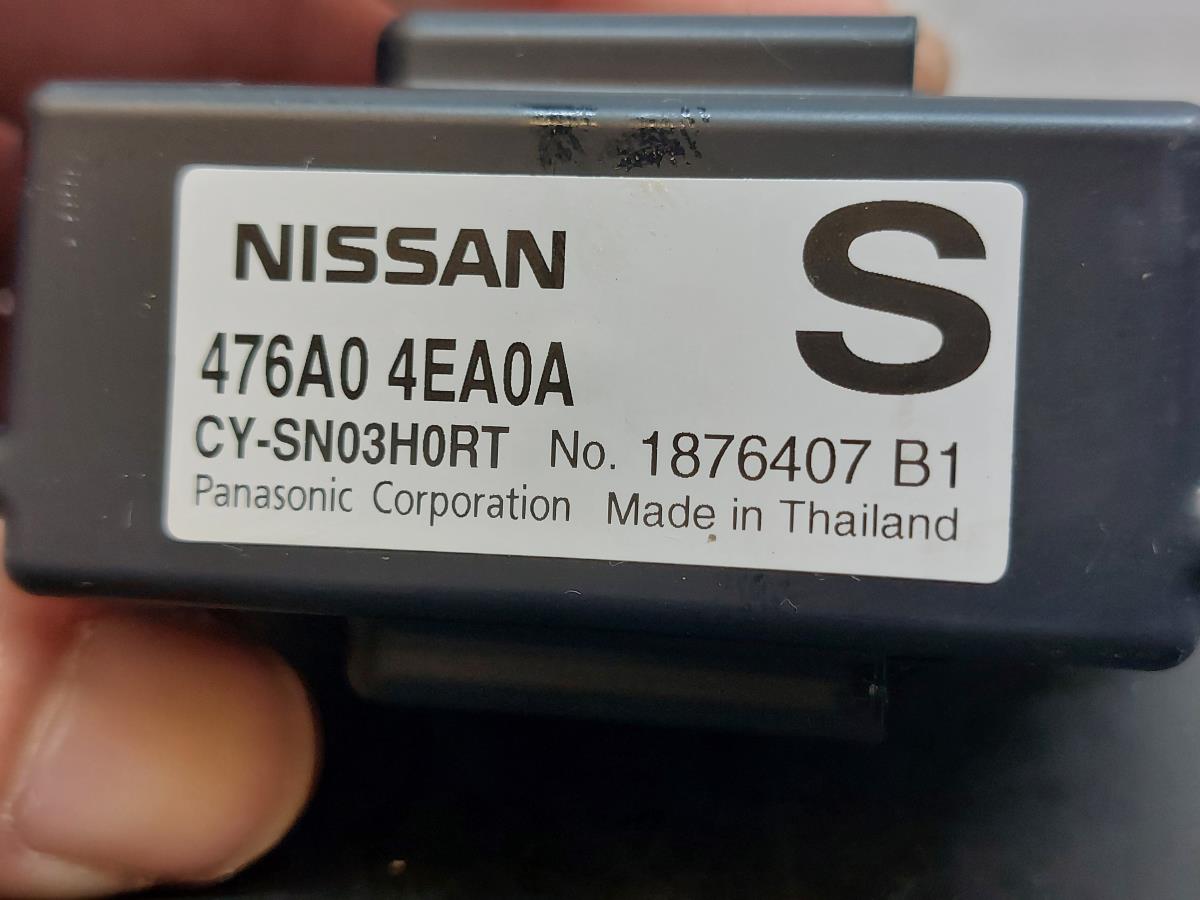 NISSAN
S
476A0 4EA0A
CY-SN03H0RT No. 1876407 B1
Panasonic Corporation Made in Thailand